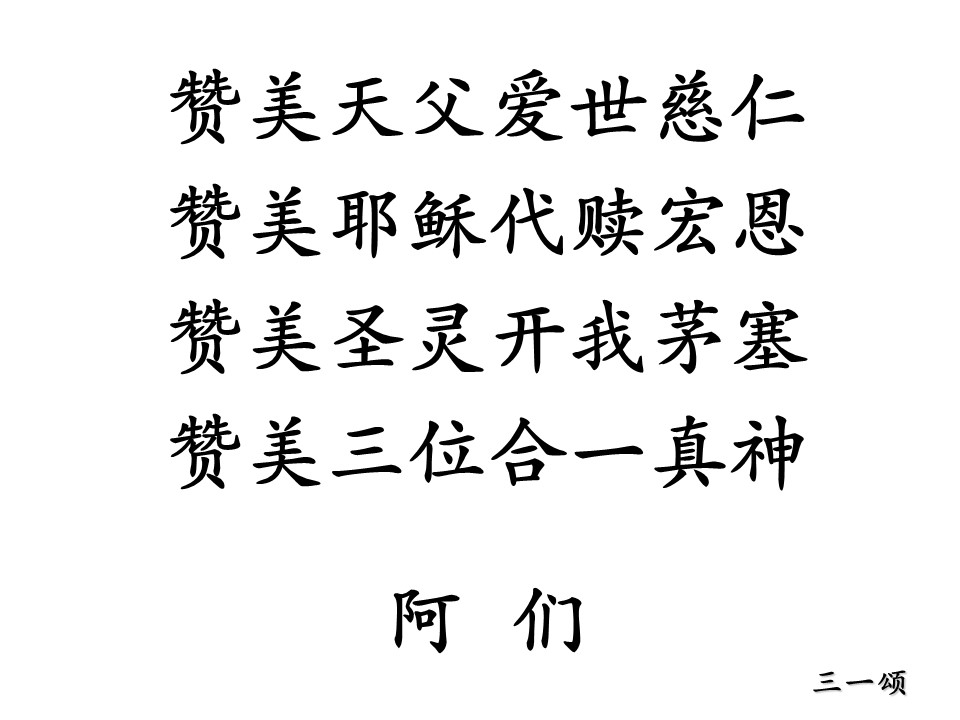 赞美天父爱世慈仁
赞美耶稣代赎宏恩
赞美圣灵开我茅塞
赞美三位合一真神
阿 们
三一颂